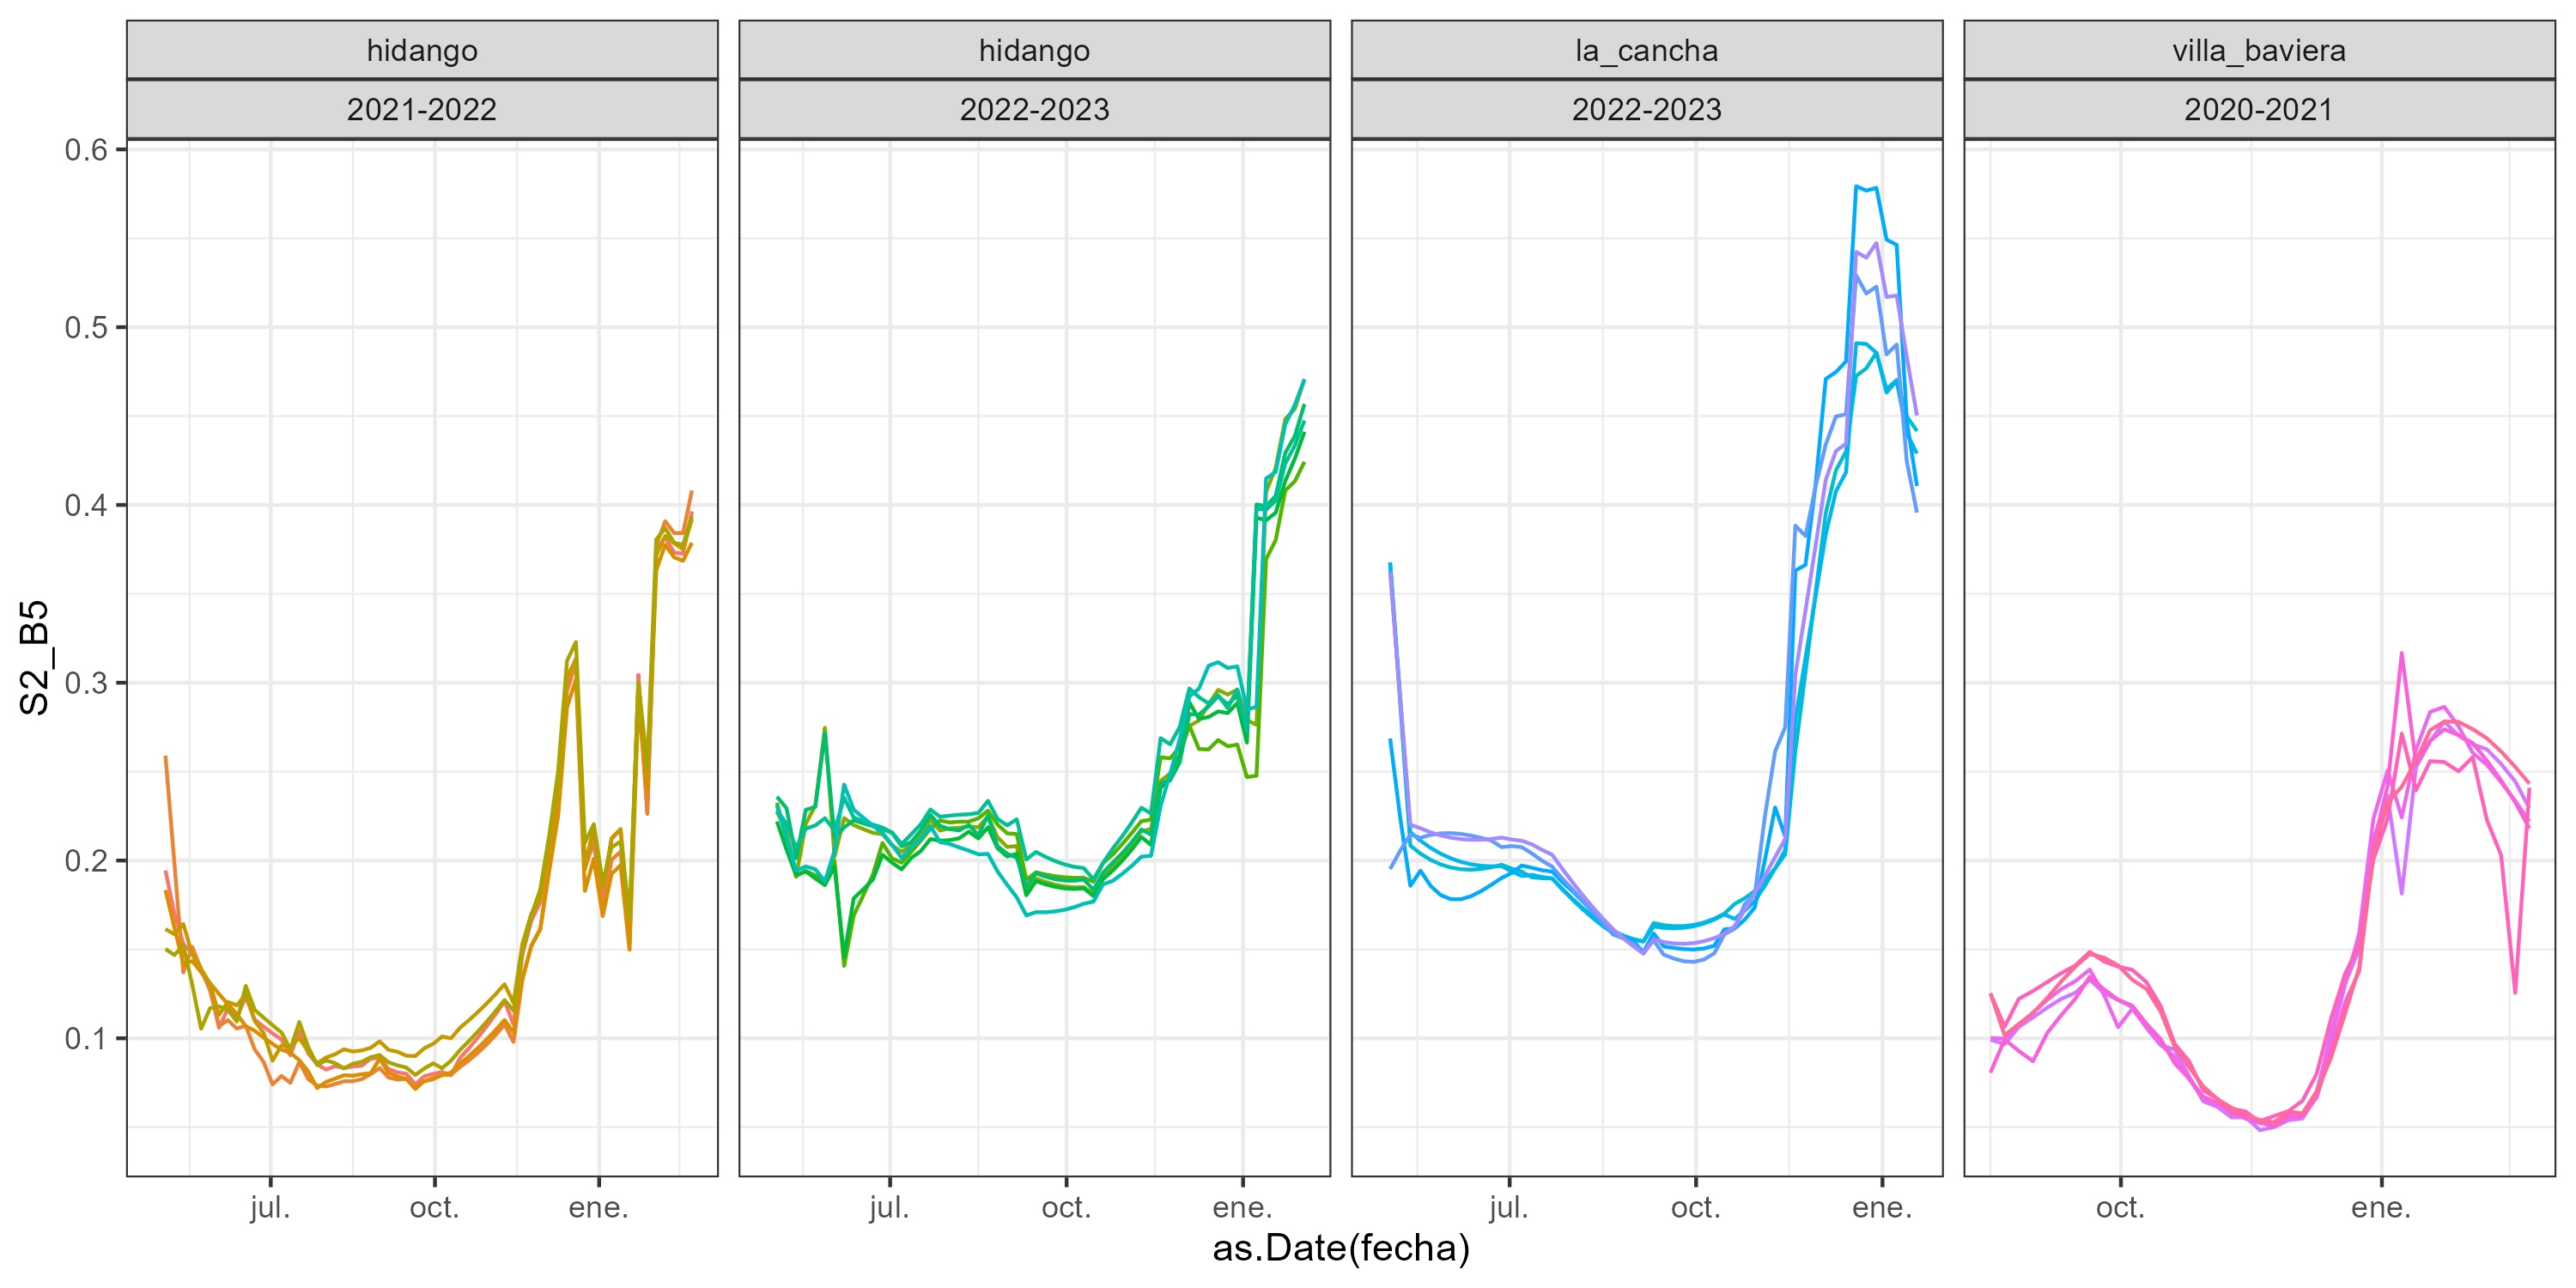 hidango
hidango
la_cancha
villa_baviera
2021-2022
2022-2023
2022-2023
2020-2021
S2_B5
0.6
0.5
0.4
0.3
0.2
0.1
jul.
oct.
ene.
jul.
oct.
ene.
jul.
oct.
ene.
oct.
ene.
as.Date(fecha)